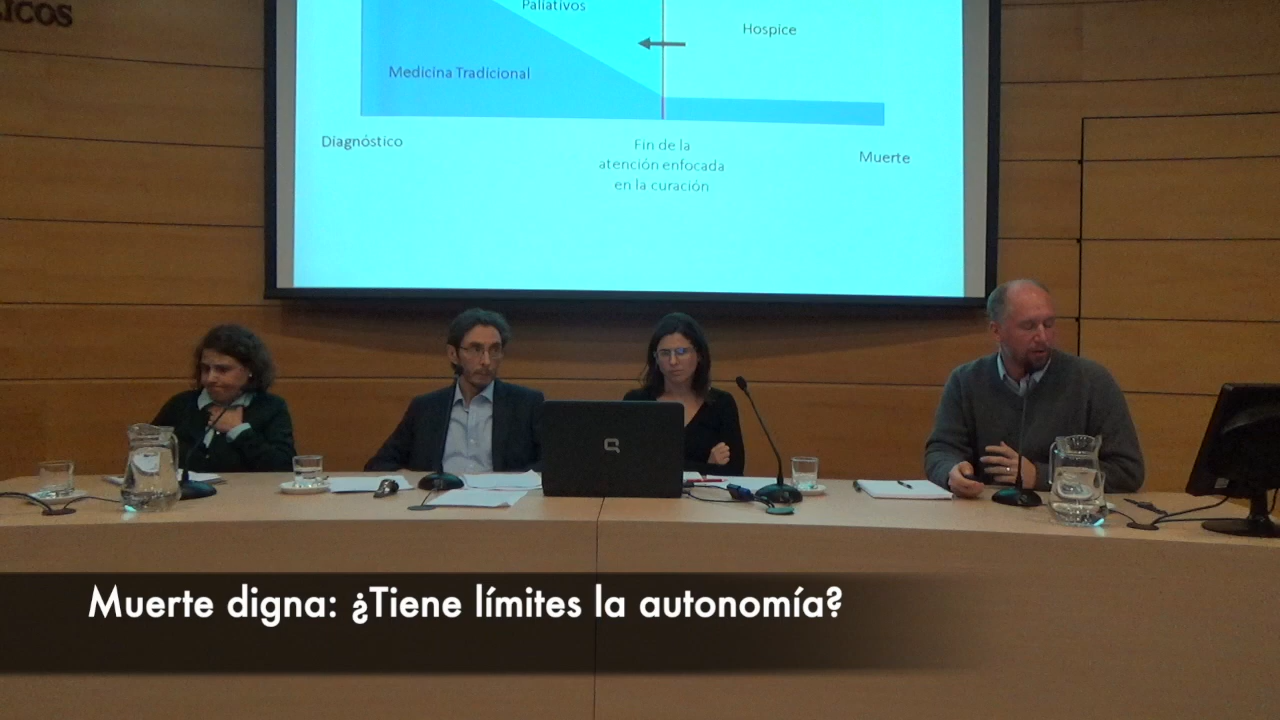 Paliativos
Hospice
Medicina Tradicional
Diagnóstico
Fin de la
atención enfocada
en la curación
Muerte
Muerte digna: ¿Tiene límites la autonomía?